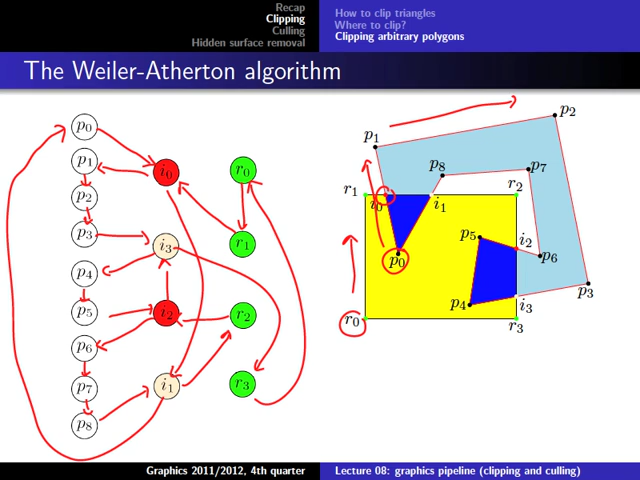 Recap
Clipping
Culling
Hidden surface removal
How to clip triangles
Where to clip?
Clipping arbitrary polygons
The Weiler-Atherton algorithm
p0
p1
p2
p3
p4
p5
p6
p7
p8
i0
i3
i2
i1
r0
r1
r2
r3
p2
p1
p8
p7
r1
r2
i0
i1
p5
i2
p0
p6
p4
i3
p3
r0
r3
Graphics 2011/2012, 4th quarter
Lecture 08: graphics pipeline (clipping and culling)